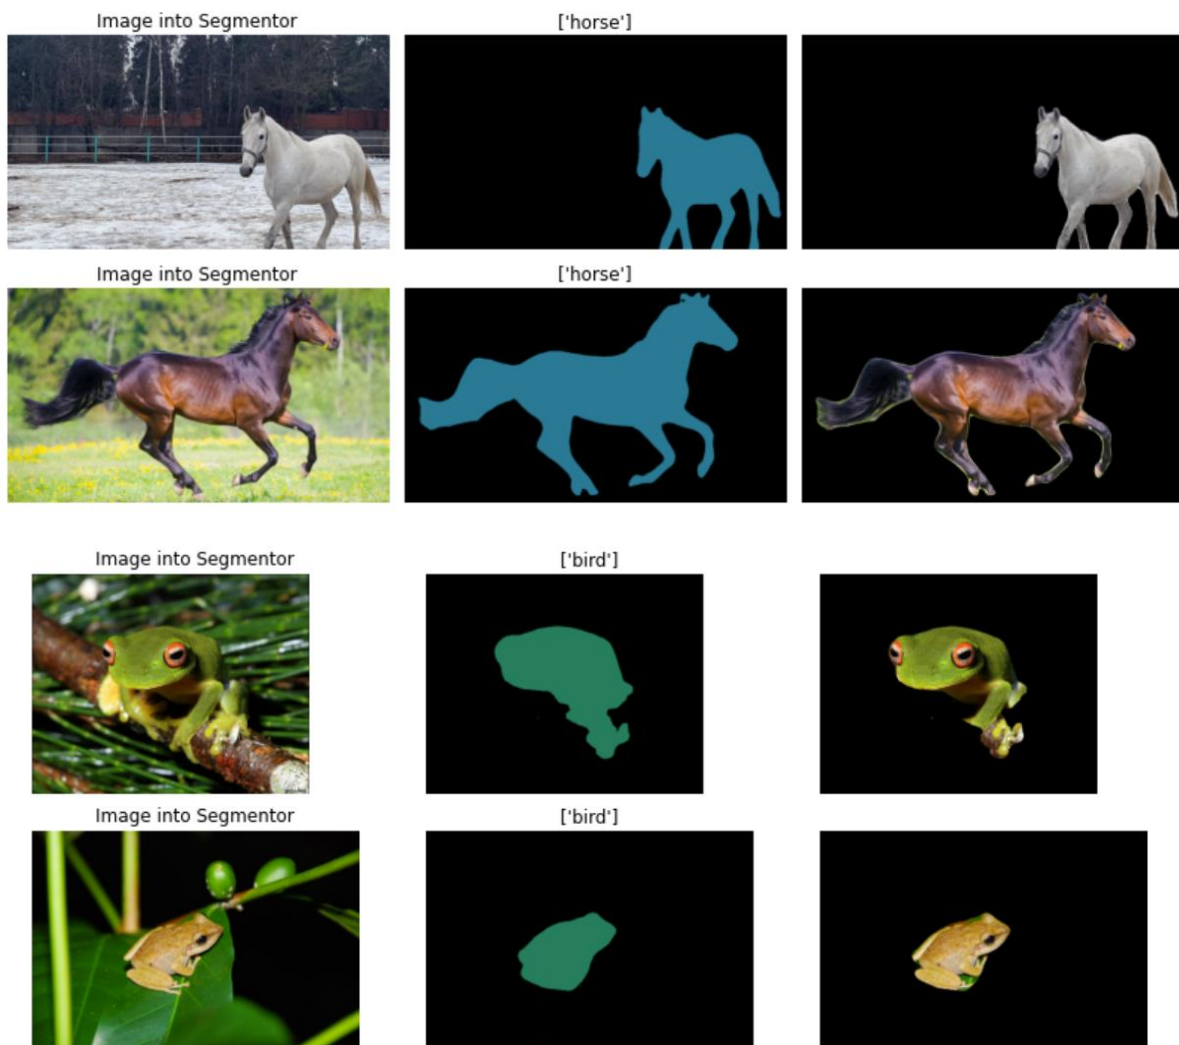 Image into Segmentor
['horse']
Image into Segmentor
['horse']
Image into Segmentor
['bird']
Image into Segmentor
['bird']